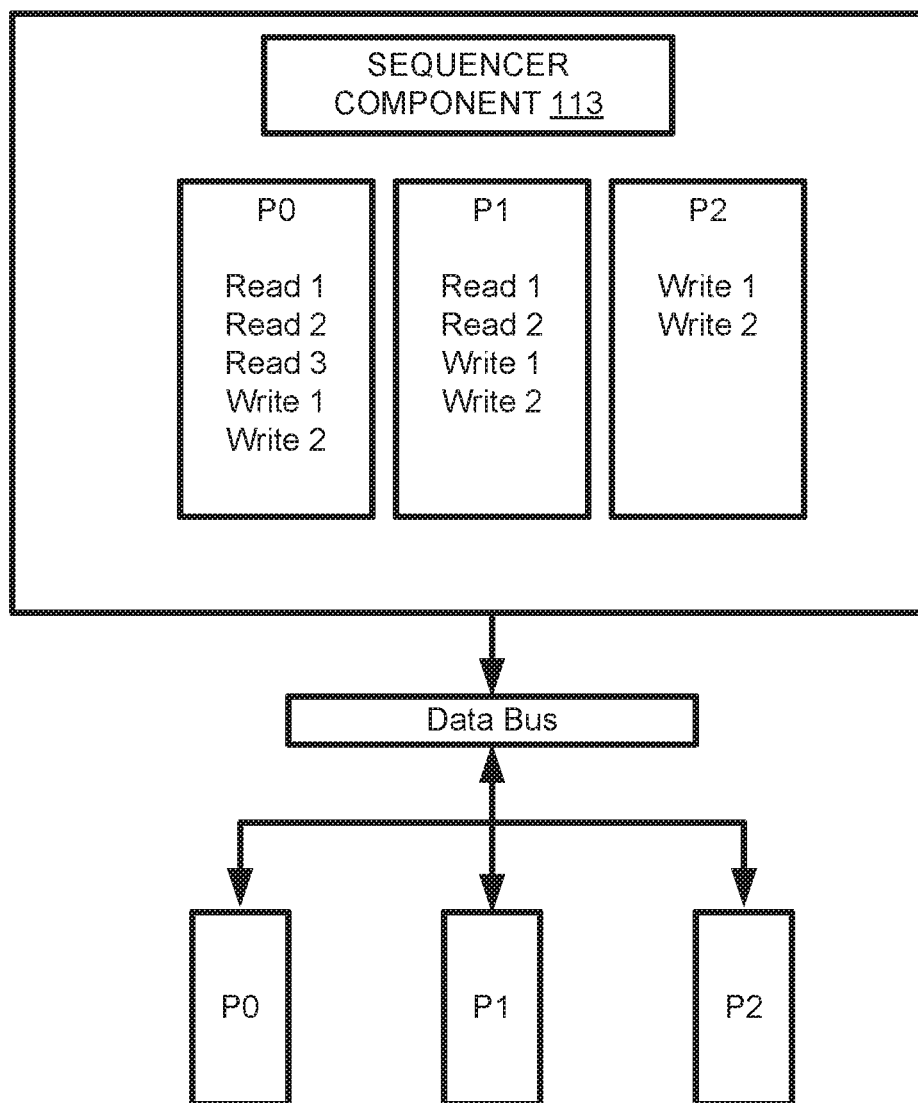 SEQUENCER
COMPONENT 113
P0
Read 1
Read 2
Read 3
Write 1
Write 2
P1
Read 1
Read 2
Write 1
Write 2
P2
Write 1
Write 2
Data Bus
P0
P1
P2